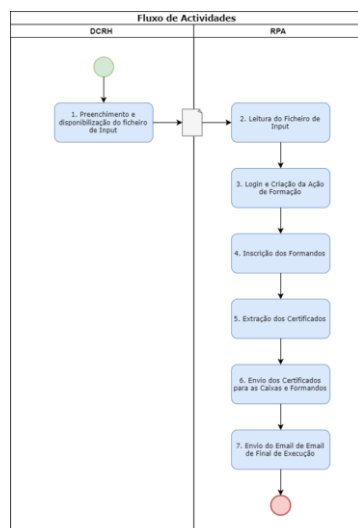 Fluxo de Actividades
DCRH
RPA
1. Preenchimento e
disponibilização do ficheiro
de Input
2. Leitura do Ficheiro de
Input
3. Login e Criação da Ação
de Formação
4. Inscrição dos Formandos
5. Extração dos Certificados
6. Envio dos Certificados
para as Caixas e Formandos
7. Envio do Email de Email
de Final de Execução